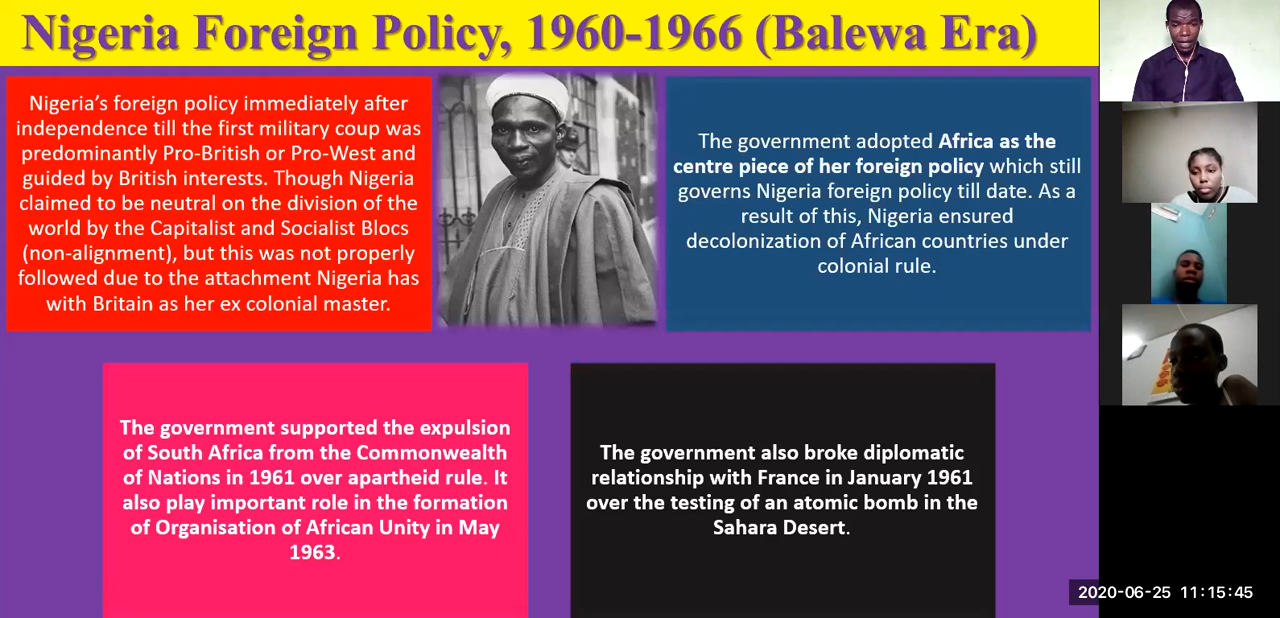 Nigeria Foreign Policy, 1960-1966 (Balewa Era)
Nigeria's foreign policy immediately after
independence till the first military coup was
predominantly Pro-British or Pro-West and
guided by British interests. Though Nigeria
claimed to be neutral on the division of the
world by the Capitalist and Socialist Blocs
(non-alignment), but this was not properly
followed due to the attachment Nigeria has
with Britain as her ex colonial master.
The government adopted Africa as the
centre piece of her foreign policy which still
governs Nigeria foreign policy till date. As a
result of this, Nigeria ensured
decolonization of African countries under
colonial rule.
The government supported the expulsion
of South Africa from the Commonwealth
of Nations in 1961 over apartheid rule. It
also play important role in the formation
of Organisation of African Unity in May
1963.
The government also broke diplomatic
relationship with France in January 1961
over the testing of an atomic bomb in the
Sahara Desert.
2020-06-25 11:15:45